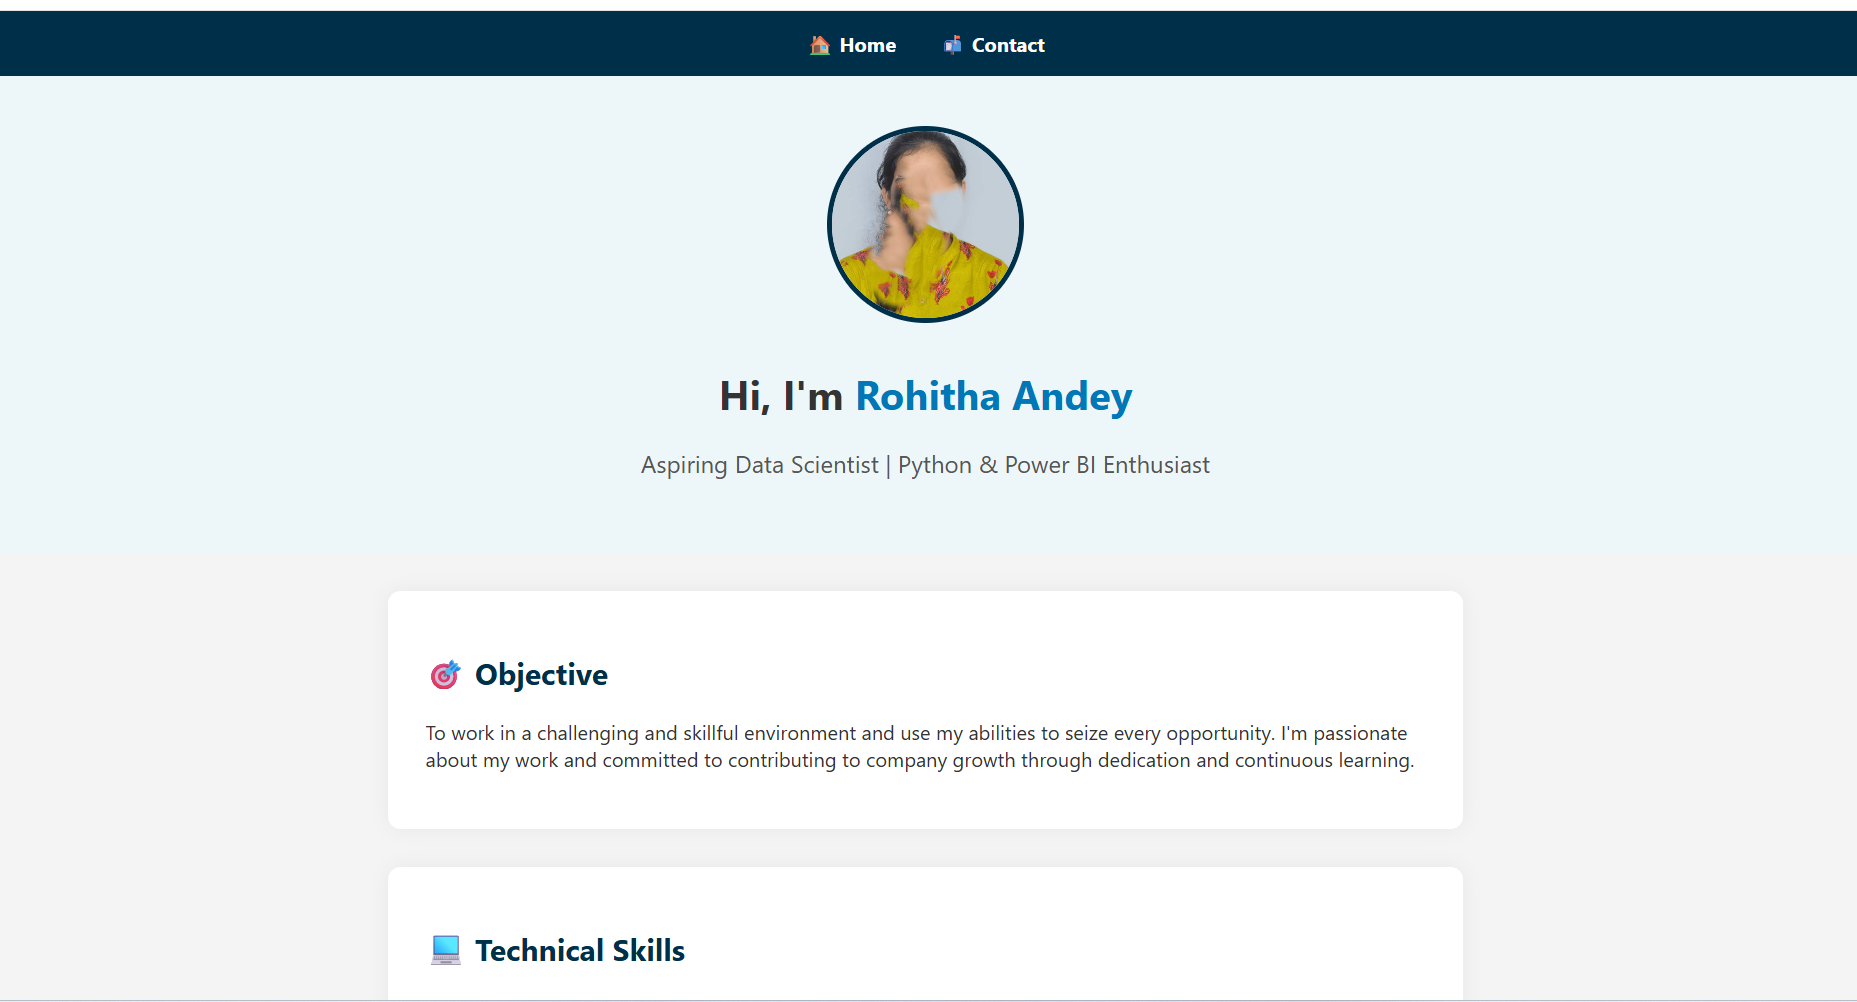 Home Contact
Hi, I'm Rohitha Andey
Aspiring Data Scientist | Python & Power BI Enthusiast
Objective
To work in a challenging and skillful environment and use my abilities to seize every opportunity. I'm passionate
about my work and committed to contributing to company growth through dedication and continuous learning.
Technical Skills